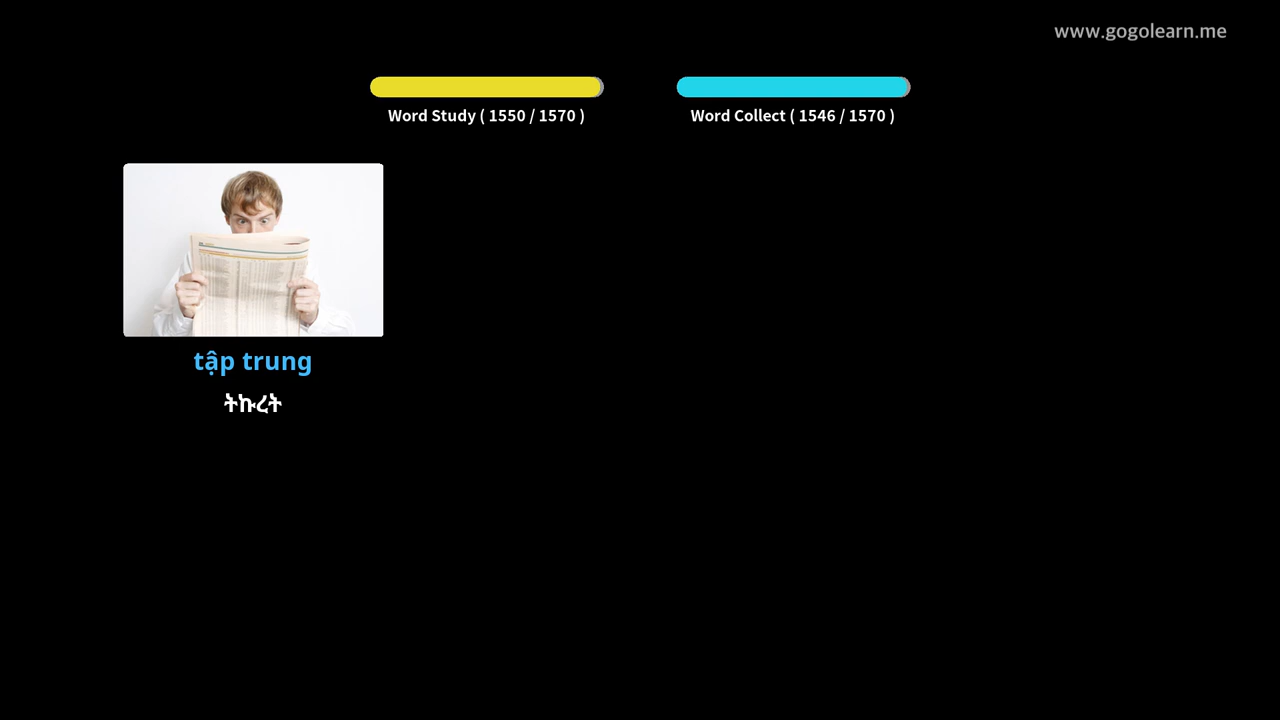 www.gogolearn.me
Word Study ( 1550 / 1570 )
Word Collect ( 1546 / 1570 )
tập trung
ትኩረት